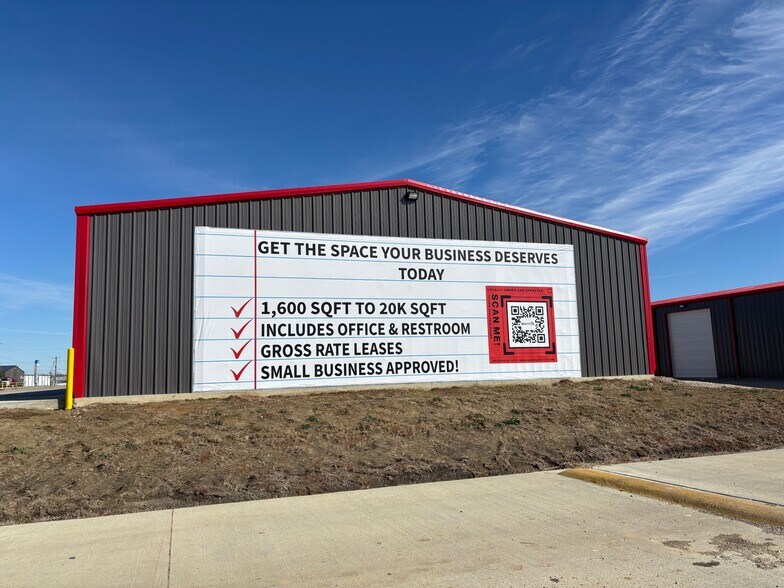 GET THE SPACE YOUR BUSINESS DESERVES
TODAY
1,600 SQFT TO 20K SQFT
INCLUDES OFFICE & RESTROOM
GROSS RATE LEASES
SMALL BUSINESS APPROVED!
SCAN ME!